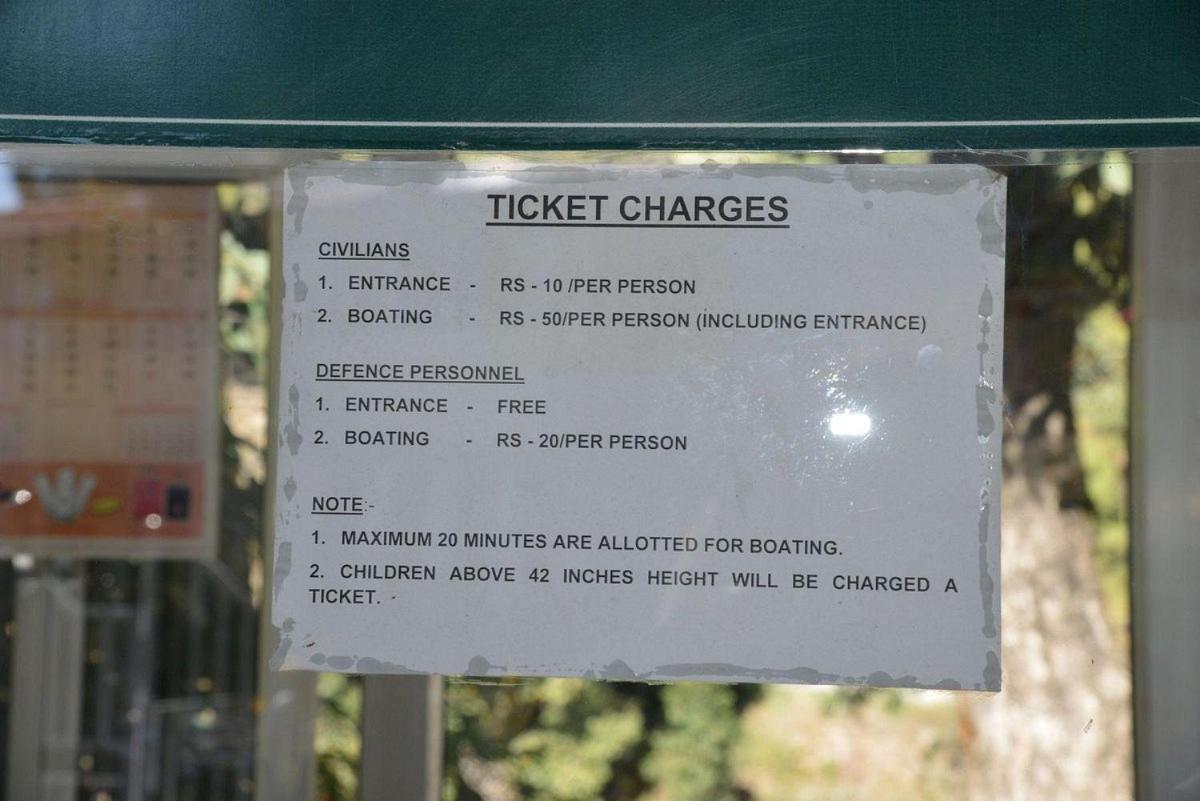 TICKET CHARGES
CIVILIANS
1. ENTRANCE - RS - 10 /PER PERSON
2. BOATING - RS - 50/PER PERSON (INCLUDING ENTRANCE)
DEFENCE PERSONNEL
1. ENTRANCE - FREE
2. BOATING - RS - 20/PER PERSON
NOTE:-
1. MAXIMUM 20 MINUTES ARE ALLOTTED FOR BOATING.
2. CHILDREN ABOVE 42 INCHES HEIGHT WILL BE CHARGED A
TICKET.